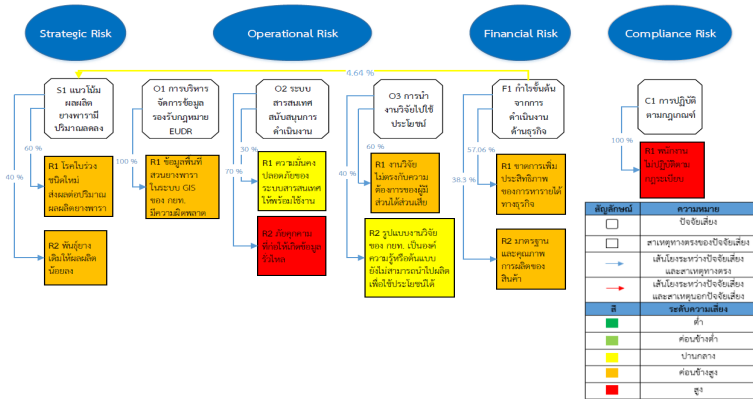 Strategic Risk
Operational Risk
Financial Risk
Compliance Risk
4.64 %
S1 แนวโน้ม
ผลผลิต
ยางพารามี
ปริมาณลดลง
O1 การบริหาร
จัดการข้อมูล
รองรับกฎหมาย
EUDR
O2 ระบบ
สารสนเทศ
สนับสนุนการ
ดำเนินงาน
O3 การนำ
งานวิจัยไปใช้
ประโยชน์
F1 กำไรขั้นต้น
จากการ
ดำเนินงาน
ด้านธุรกิจ
C1 การปฏิบัติ
ตามกฎเกณฑ์
60 %
40 %
R1 โรคใบร่วง
ชนิดใหม่
ส่งผลต่อปริมาณ
ผลผลิตยางพารา
R2 พันธุ์ยาง
เดิมให้ผลผลิต
น้อยลง
100 %
R1 ข้อมูลพื้นที่
สวนยางพารา
ในระบบ GIS
ของ กยท.
มีความผิดพลาด
30 %
70 %
R1 ความมั่นคง
ปลอดภัยของ
ระบบสารสนเทศ
ให้พร้อมใช้งาน
R2 ภัยคุกคาม
ที่ก่อให้เกิดข้อมูล
รั่วไหล
60 %
40 %
R1 งานวิจัย
ไม่ตรงกับความ
ต้องการของผู้มี
ส่วนได้ส่วนเสีย
R2 รูปแบบงานวิจัย
ของ กยท. เป็นองค์
ความรู้หรือต้นแบบ
ยังไม่สามารถนำไปผลิต
เพื่อใช้ประโยชน์ได้
57.06 %
38.3 %
R1 ขาดการเพิ่ม
ประสิทธิภาพ
ของการหารายได้
ทางธุรกิจ
R2 มาตรฐาน
และคุณภาพ
การผลิตของ
สินค้า
100 %
R1 พนักงาน
ไม่ปฏิบัติตาม
กฎระเบียบ
สัญลักษณ์ ความหมาย
ปัจจัยเสี่ยง
สาเหตุทางตรงของปัจจัยเสี่ยง
เส้นโยงระหว่างปัจจัยเสี่ยง
และสาเหตุทางตรง
เส้นโยงระหว่างปัจจัยเสี่ยง
และสาเหตุนอกปัจจัยเสี่ยง
สี ระดับความเสี่ยง
ต่ำ
ค่อนข้างต่ำ
ปานกลาง
ค่อนข้างสูง
สูง